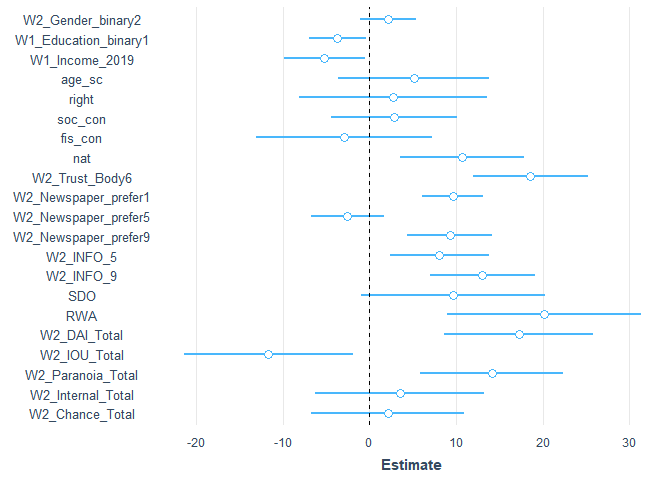 W2_Gender_binary2
W1_Education_binary1
W1_Income_2019
age_sc
right
soc_con
fis_con
nat
W2_Trust_Body6
W2_Newspaper_prefer1
W2_Newspaper_prefer5
W2_Newspaper_prefer9
W2_INFO_5
W2_INFO_9
SDO
RWA
W2_DAI_Total
W2_IOU_Total
W2_Paranoia_Total
W2_Internal_Total
W2_Chance_Total
-20 -10 0 10 20 30
Estimate